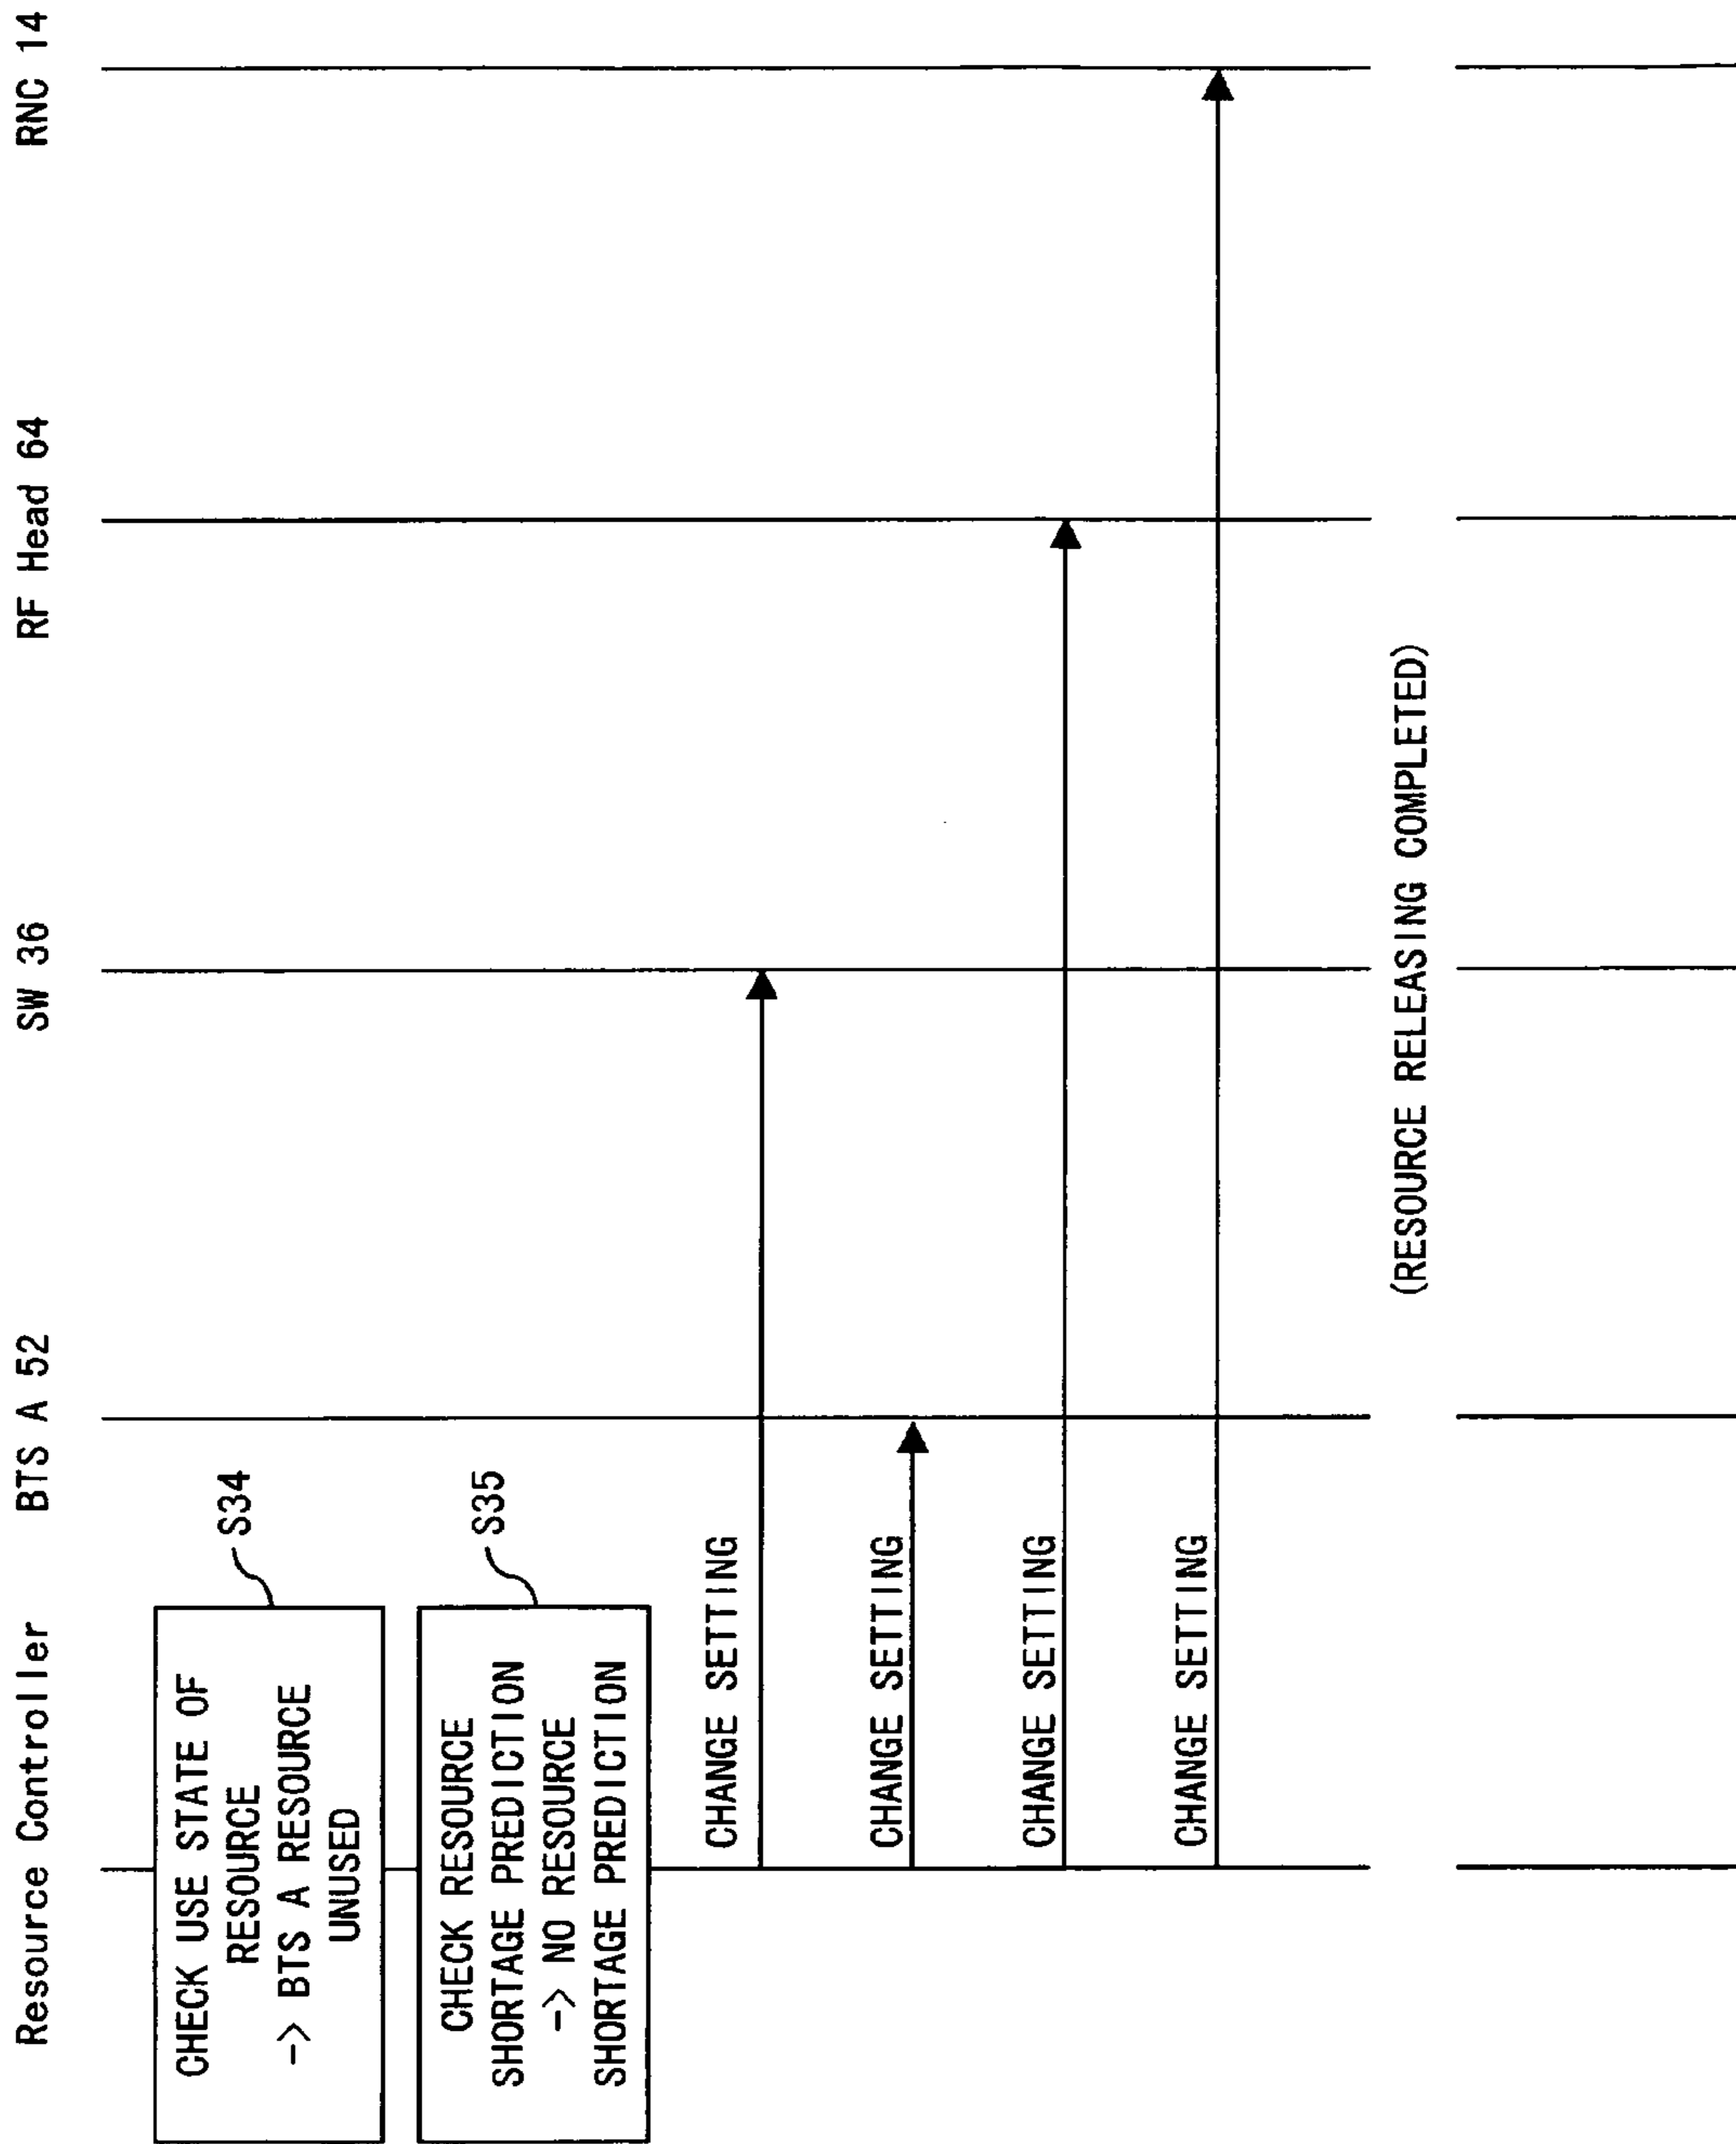 Resource Controller
BTS A 52
SW 36
RF Head 64
RNC 14
CHECK USE STATE OF
RESOURCE
-> BTS A RESOURCE
UNUSED
S34
CHECK RESOURCE
SHORTAGE PREDICTION
-> NO RESOURCE
SHORTAGE PREDICTION
S35
CHANGE SETTING
CHANGE SETTING
CHANGE SETTING
CHANGE SETTING
(RESOURCE RELEASING COMPLETED)